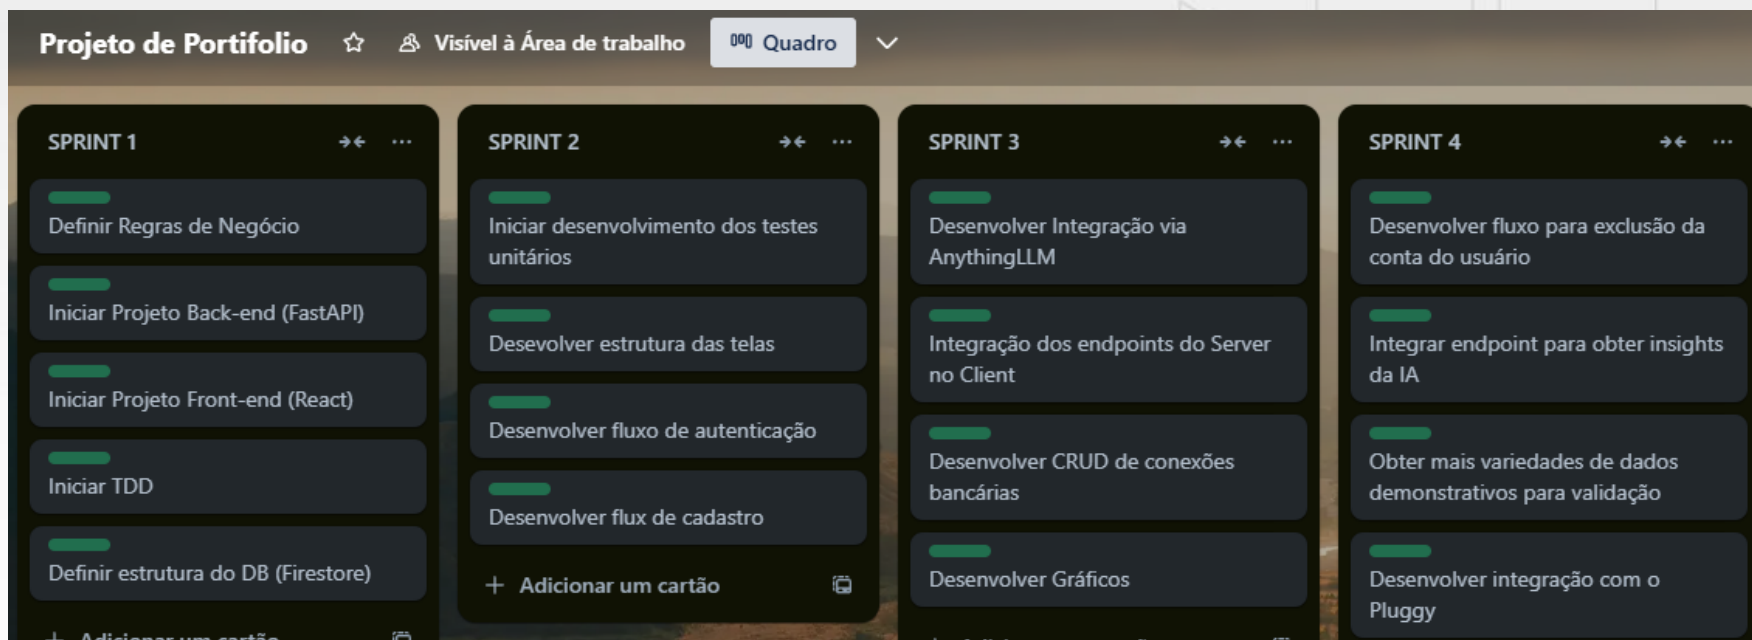 Projeto de Portifolio
Visível à Área de trabalho
Quadro
SPRINT 1
Definir Regras de Negócio
Iniciar Projeto Back-end (FastAPI)
Iniciar Projeto Front-end (React)
Iniciar TDD
Definir estrutura do DB (Firestore)
Adicionar um cartão
SPRINT 2
Iniciar desenvolvimento dos testes
unitários
Desevolver estrutura das telas
Desenvolver fluxo de autenticação
Desenvolver flux de cadastro
Adicionar um cartão
SPRINT 3
Desenvolver Integração via
AnythingLLM
Integração dos endpoints do Server
no Client
Desenvolver CRUD de conexões
bancárias
Desenvolver Gráficos
SPRINT 4
Desenvolver fluxo para exclusão da
conta do usuário
Integrar endpoint para obter insights
da IA
Obter mais variedades de dados
demonstrativos para validação
Desenvolver integração com o
Pluggy